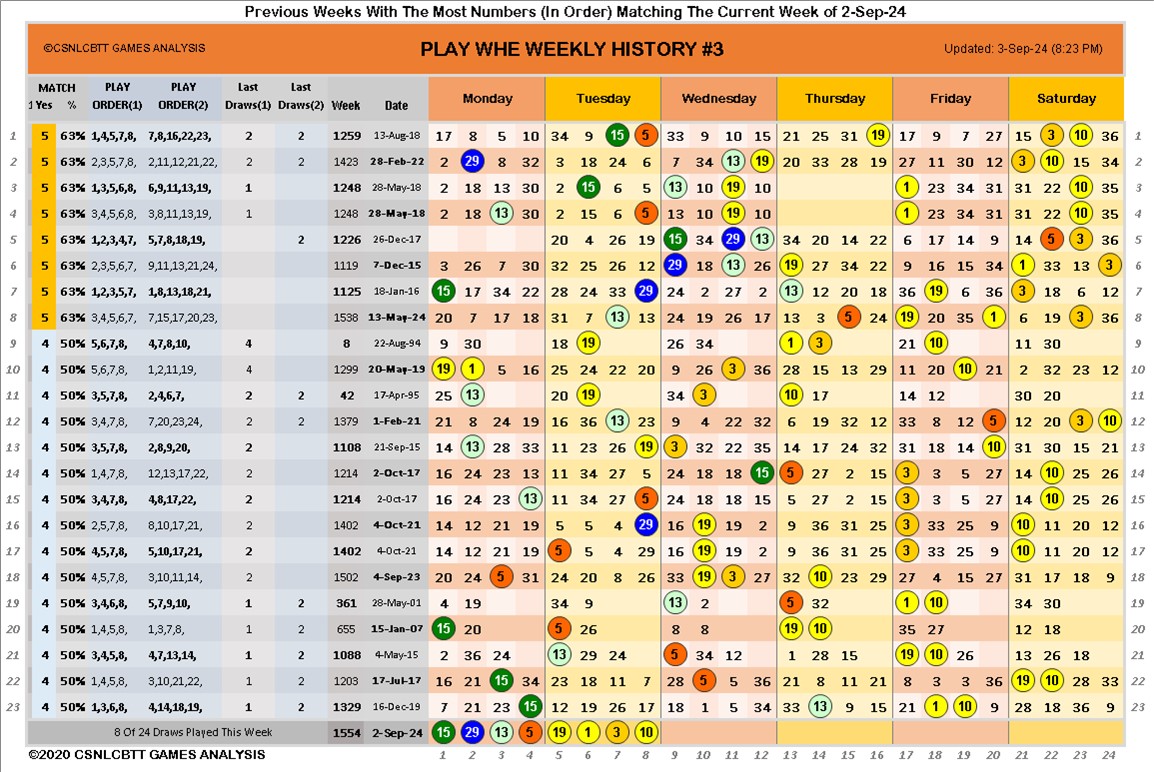 Previous Weeks With The Most Numbers (In Order) Matching The Current Week of 2-Sep-24
©CSNLCBTT GAMES ANALYSIS PLAY WHE WEEKLY HISTORY #3 Updated: 3-Sep-24 (8:23 PM)
MATCH PLAY PLAY Last Last
1 Yes % ORDER(1) ORDER(2) Draws(1) Draws(2) Week Date Monday Tuesday Wednesday Thursday Friday Saturday
1 5 63% 1,4,5,7,8, 7,8,16,22,23, 2 2 1259 13-Aug-18 17 8 5 10 34 9 15 5 33 9 10 15 21 25 31 19 17 9 7 27 15 3 10 36 1
2 5 63% 2,3,5,7,8, 2,11,12,21,22, 2 2 1423 28-Feb-22 2 29 8 32 3 18 24 6 7 34 13 19 20 33 28 19 27 11 30 12 3 10 15 34 2
3 5 63% 1,3,5,6,8, 6,9,11,13,19, 1 1248 28-May-18 2 18 13 30 2 15 6 5 13 10 19 10 1 23 34 31 31 22 10 35 3
4 5 63% 3,4,5,6,8, 3,8,11,13,19, 1 1248 28-May-18 2 18 13 30 2 15 6 5 13 10 19 10 1 23 34 31 31 22 10 35 4
5 5 63% 1,2,3,4,7, 5,7,8,18,19, 2 1226 26-Dec-17 20 4 26 19 15 34 29 13 34 20 14 22 6 17 14 9 14 5 3 36 5
6 5 63% 2,3,5,6,7, 9,11,13,21,24, 1119 7-Dec-15 3 26 7 30 32 25 26 12 29 18 13 26 19 27 34 22 9 16 15 34 1 33 13 3 6
7 5 63% 1,2,3,5,7, 1,8,13,18,21, 1125 18-Jan-16 15 17 34 22 28 24 33 29 24 2 27 2 13 12 20 18 36 19 6 36 3 18 6 12 7
8 5 63% 3,4,5,6,7, 7,15,17,20,23, 1538 13-May-24 20 7 17 18 31 7 13 13 24 19 26 17 13 3 5 24 19 20 35 1 6 19 3 36 8
9 4 50% 5,6,7,8, 4,7,8,10, 4 8 22-Aug-94 9 30 18 19 26 34 1 3 21 10 11 30 9
10 4 50% 5,6,7,8, 1,2,11,19, 4 1299 20-May-19 19 1 5 16 25 24 22 20 9 26 3 36 28 15 13 29 11 20 10 21 2 32 23 12 10
11 4 50% 3,5,7,8, 2,4,6,7, 2 2 42 17-Apr-95 25 13 20 19 34 3 10 17 14 12 30 20 11
12 4 50% 3,4,7,8, 7,20,23,24, 2 2 1379 1-Feb-21 21 8 24 19 16 36 13 23 9 4 22 32 6 19 32 12 33 8 12 5 12 20 3 10 12
13 4 50% 3,5,7,8, 2,8,9,20, 2 1108 21-Sep-15 14 13 28 33 11 23 26 19 3 32 22 35 14 17 24 32 31 18 14 10 31 30 15 21 13
14 4 50% 1,4,7,8, 12,13,17,22, 2 1214 2-Oct-17 16 24 23 13 11 34 27 5 24 18 18 15 5 27 2 15 3 3 5 27 14 10 25 26 14
15 4 50% 3,4,7,8, 4,8,17,22, 2 1214 2-Oct-17 16 24 23 13 11 34 27 5 24 18 18 15 5 27 2 15 3 3 5 27 14 10 25 26 15
16 4 50% 2,5,7,8, 8,10,17,21, 2 1402 4-Oct-21 14 12 21 19 5 5 4 29 16 19 19 2 9 36 31 25 3 33 25 9 10 11 20 12 16
17 4 50% 4,5,7,8, 5,10,17,21, 2 1402 4-Oct-21 14 12 21 19 5 5 4 29 16 19 19 2 9 36 31 25 3 33 25 9 10 11 20 12 17
18 4 50% 4,5,7,8, 3,10,11,14, 2 1502 4-Sep-23 20 24 5 31 24 20 8 26 33 19 3 27 32 10 23 29 27 4 15 27 31 17 18 9 18
19 4 50% 3,4,6,8, 5,7,9,10, 1 2 361 28-May-01 4 19 34 9 13 2 5 32 1 10 34 30 19
20 4 50% 1,4,5,8, 1,3,7,8, 1 2 655 15-Jan-07 15 20 5 26 8 8 19 10 35 27 12 18 20
21 4 50% 3,4,5,8, 4,7,13,14, 1 2 1088 4-May-15 2 36 24 13 29 24 5 34 12 1 28 15 19 10 26 13 26 18 21
22 4 50% 1,4,5,8, 3,10,21,22, 1 2 1203 17-Jul-17 16 21 15 34 23 18 11 7 28 5 5 36 21 8 11 21 8 3 3 36 19 10 28 33 22
23 4 50% 1,3,6,8, 4,14,18,19, 1 2 1329 16-Dec-19 7 21 23 15 12 19 26 17 18 1 5 34 33 13 9 15 21 1 10 9 28 18 36 9 23
8 Of 24 Draws Played This Week 1554 2-Sep-24 15 29 13 5 19 1 3 10
©2020 CSNLCBTT GAMES ANALYSIS 1 2 3 4 5 6 7 8 9 10 11 12 13 14 15 16 17 18 19 20 21 22 23 24